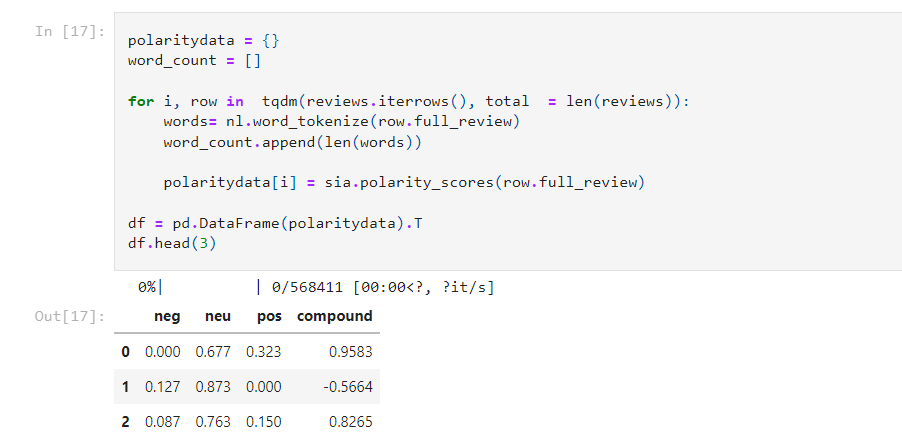 In [17]:
polaritydata = {}
word_count = []
for i, row in  tqdm(reviews.iterrows(), total  = len(reviews)):
    words= nl.word_tokenize(row.full_review)
    word_count.append(len(words))
    polaritydata[i] = sia.polarity_scores(row.full_review)
df = pd.DataFrame(polaritydata).T
df.head(3)
0%|          | 0/568411 [00:00<?, ?it/s]
Out[17]:
neg neu pos compound
0 0.000 0.677 0.323 0.9583
1 0.127 0.873 0.000 -0.5664
2 0.087 0.763 0.150 0.8265